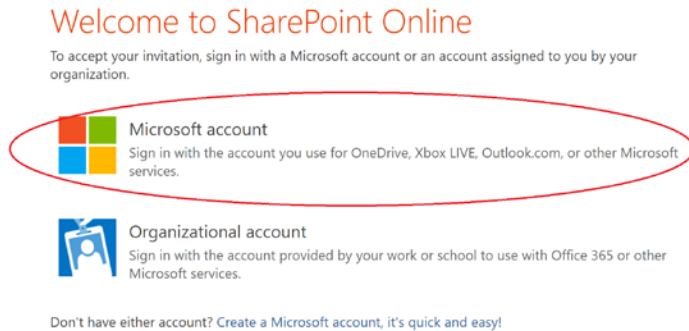 Welcome to SharePoint Online
To accept your invitation, sign in with a Microsoft account or an account assigned to you by your
organization.
Microsoft account
Sign in with the account you use for OneDrive, Xbox LIVE, Outlook.com, or other Microsoft
services.
Organizational account
Sign in with the account provided by your work or school to use with Office 365 or other
Microsoft services.
Don't have either account? Create a Microsoft account, it's quick and easy!